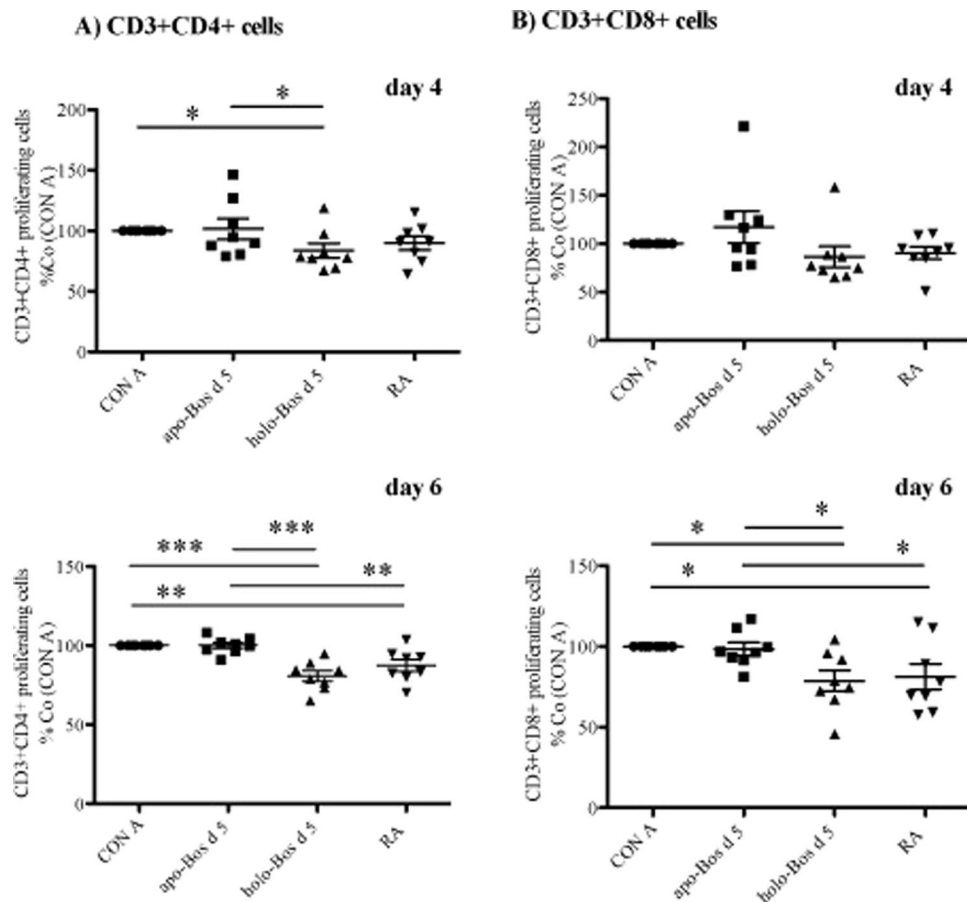 A) CD3+CD4+ cells
day 4
CD3+CD4+ proliferating cells
%Co (CON A)
200
150
100
50
0
*
*
CON A
apo-Bos d 5
holo-Bos d 5
RA
B) CD3+CD8+ cells
day 4
CD3+CD8+ proliferating cells
% Co (CON A)
250
200
150
100
50
0
CON A
apo-Bos d 5
holo-Bos d 5
RA
day 6
CD3+CD4+ proliferating cells
% Co (CON A)
150
100
50
0
***
***
**
**
CON A
apo-Bos d 5
holo-Bos d 5
RA
day 6
CD3+CD8+ proliferating cells
% Co (CON A)
150
100
50
0
*
*
*
*
CON A
apo-Bos d 5
holo-Bos d 5
RA